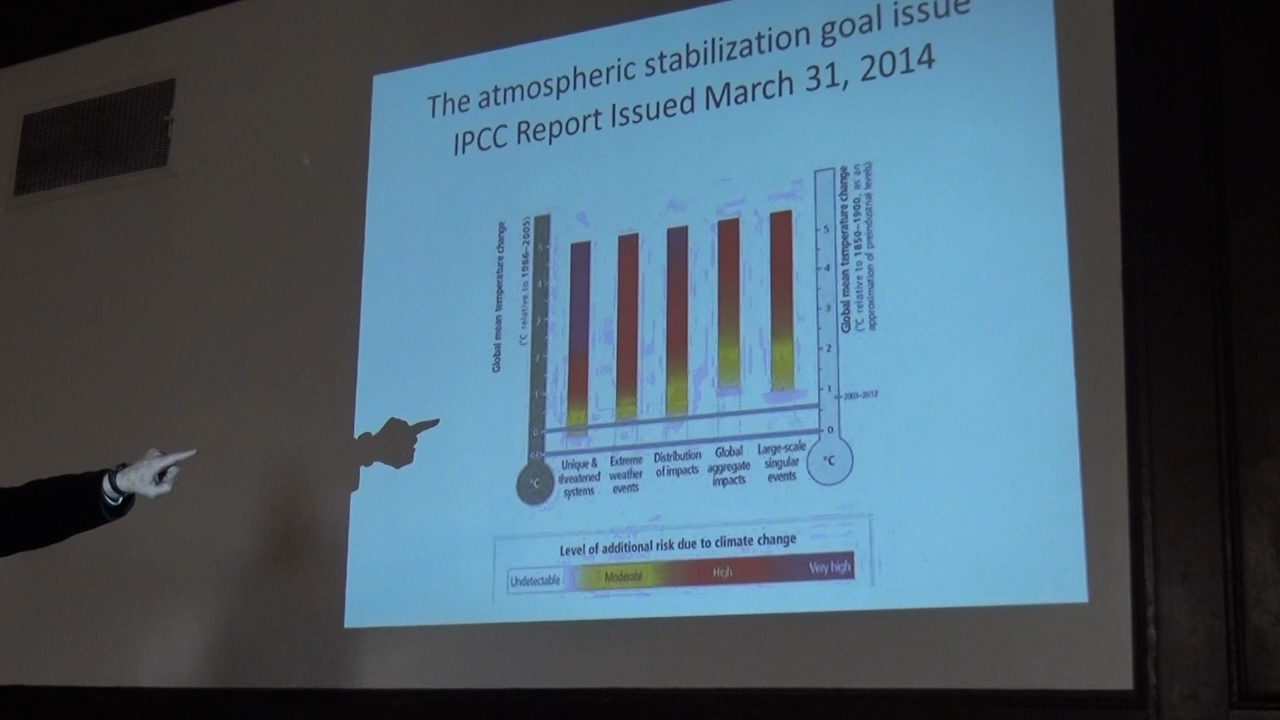 The atmospheric stabilization goal issue
IPCC Report Issued March 31, 2014
Global mean temperature change
(°C relative to 1986–2005)
5
4
3
2
1
0
°C
Global mean temperature change
(°C relative to 1850–1900, as an
approximation of preindustrial levels)
5
4
3
2
1
0
2003–2012
°C
Unique &
threatened
systems
Extreme
weather
events
Distribution
of impacts
Global
aggregate
impacts
Large-scale
singular
events
Level of additional risk due to climate change
Undetectable Moderate High Very high